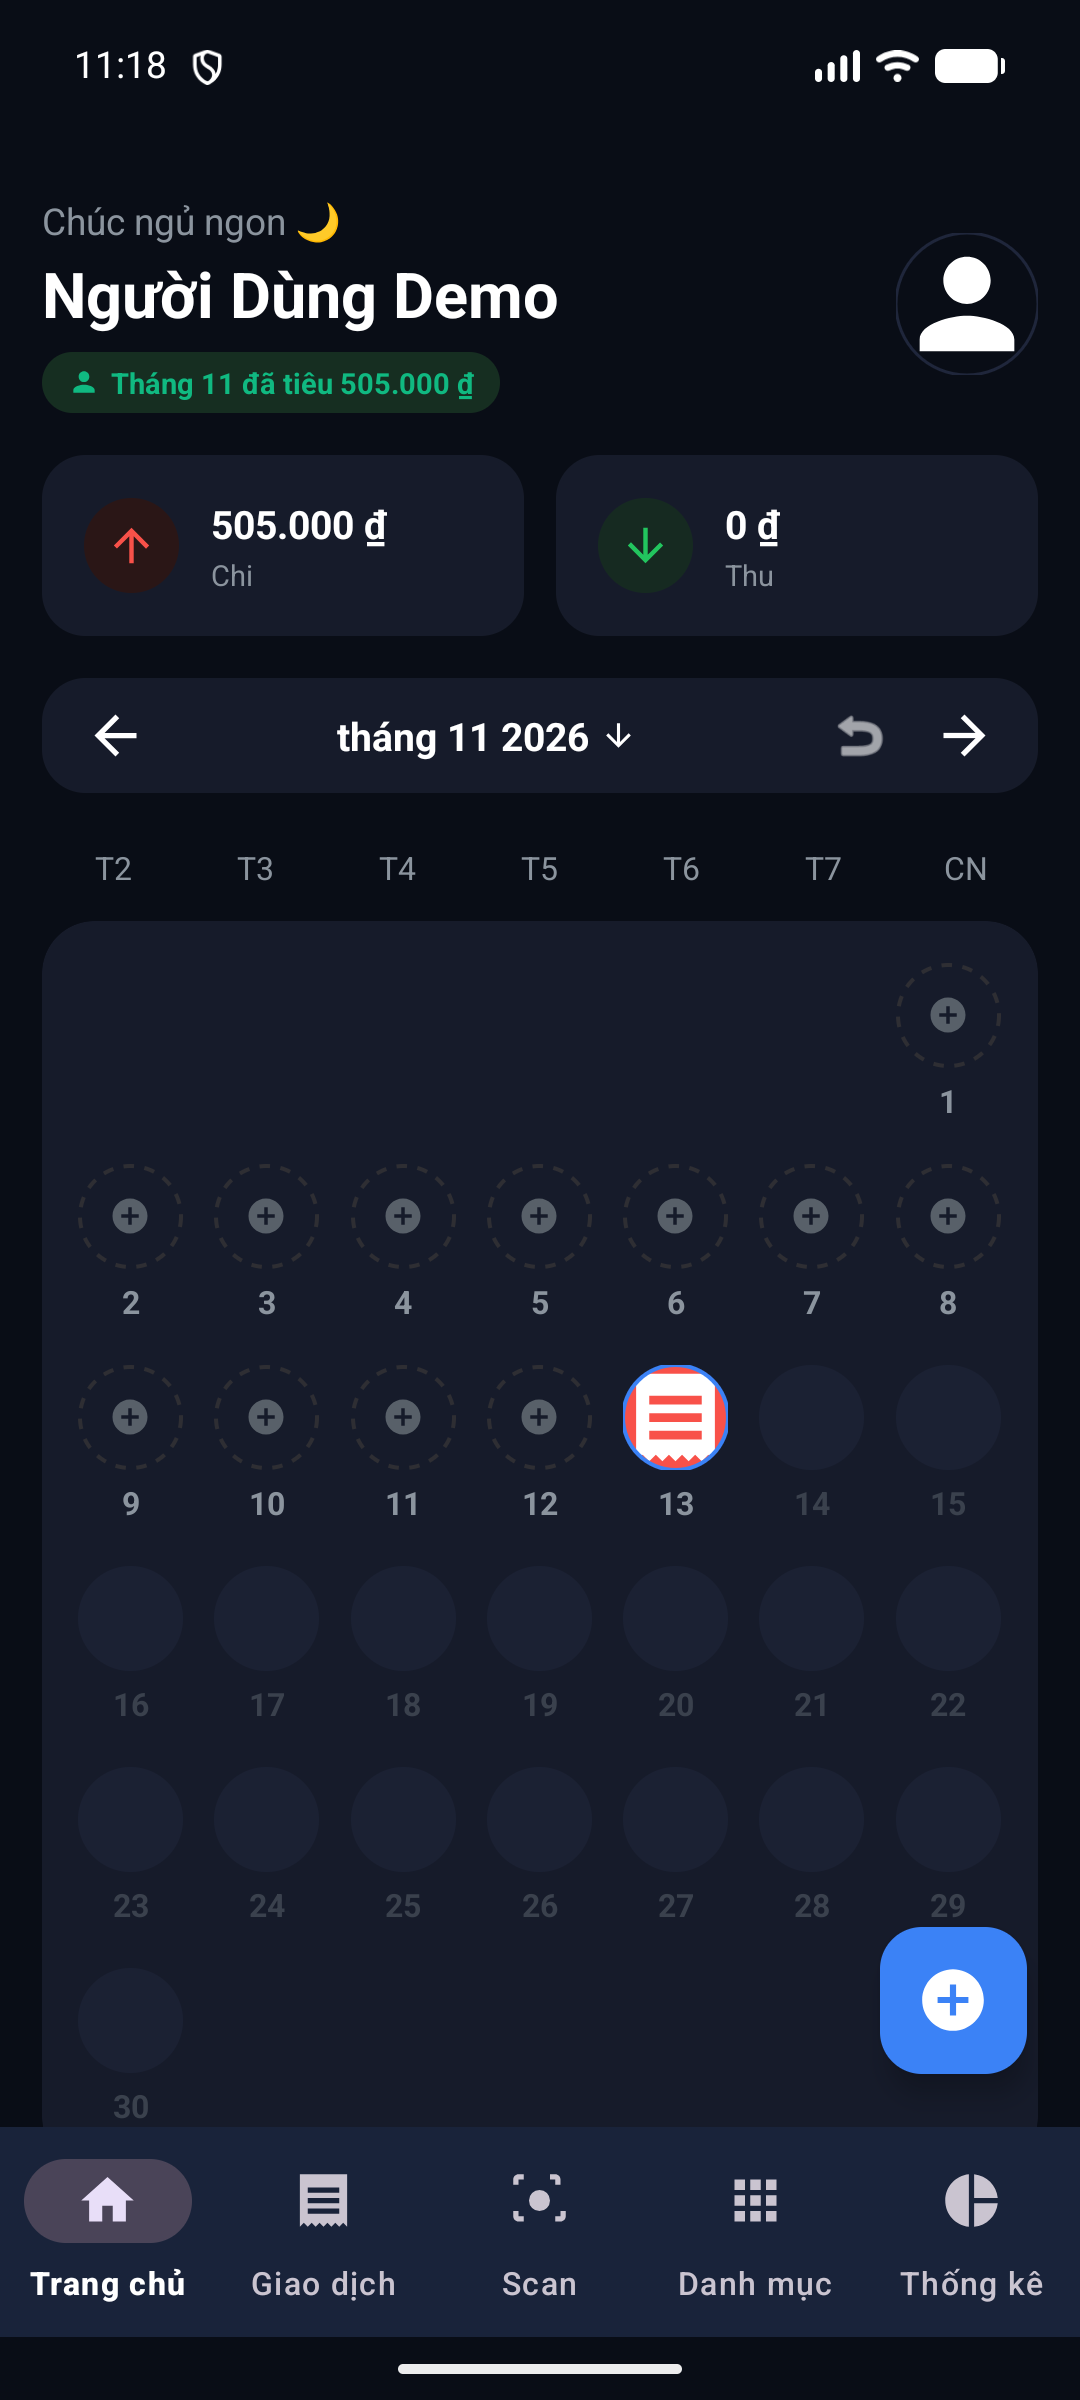 11:18
Chúc ngủ ngon 🌙
Người Dùng Demo
Tháng 11 đã tiêu 505.000 ₫
505.000 ₫
Chi
0 ₫
Thu
tháng 11 2026
T2 T3 T4 T5 T6 T7 CN
1
2 3 4 5 6 7 8
9 10 11 12 13 14 15
16 17 18 19 20 21 22
23 24 25 26 27 28 29
30
Trang chủ Giao dịch Scan Danh mục Thống kê